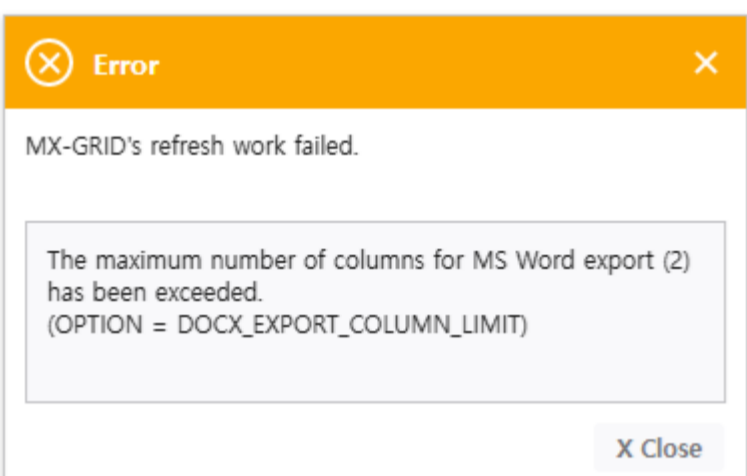 Error
MX-GRID's refresh work failed.
The maximum number of columns for MS Word export (2)
has been exceeded.
(OPTION = DOCX_EXPORT_COLUMN_LIMIT)
X Close